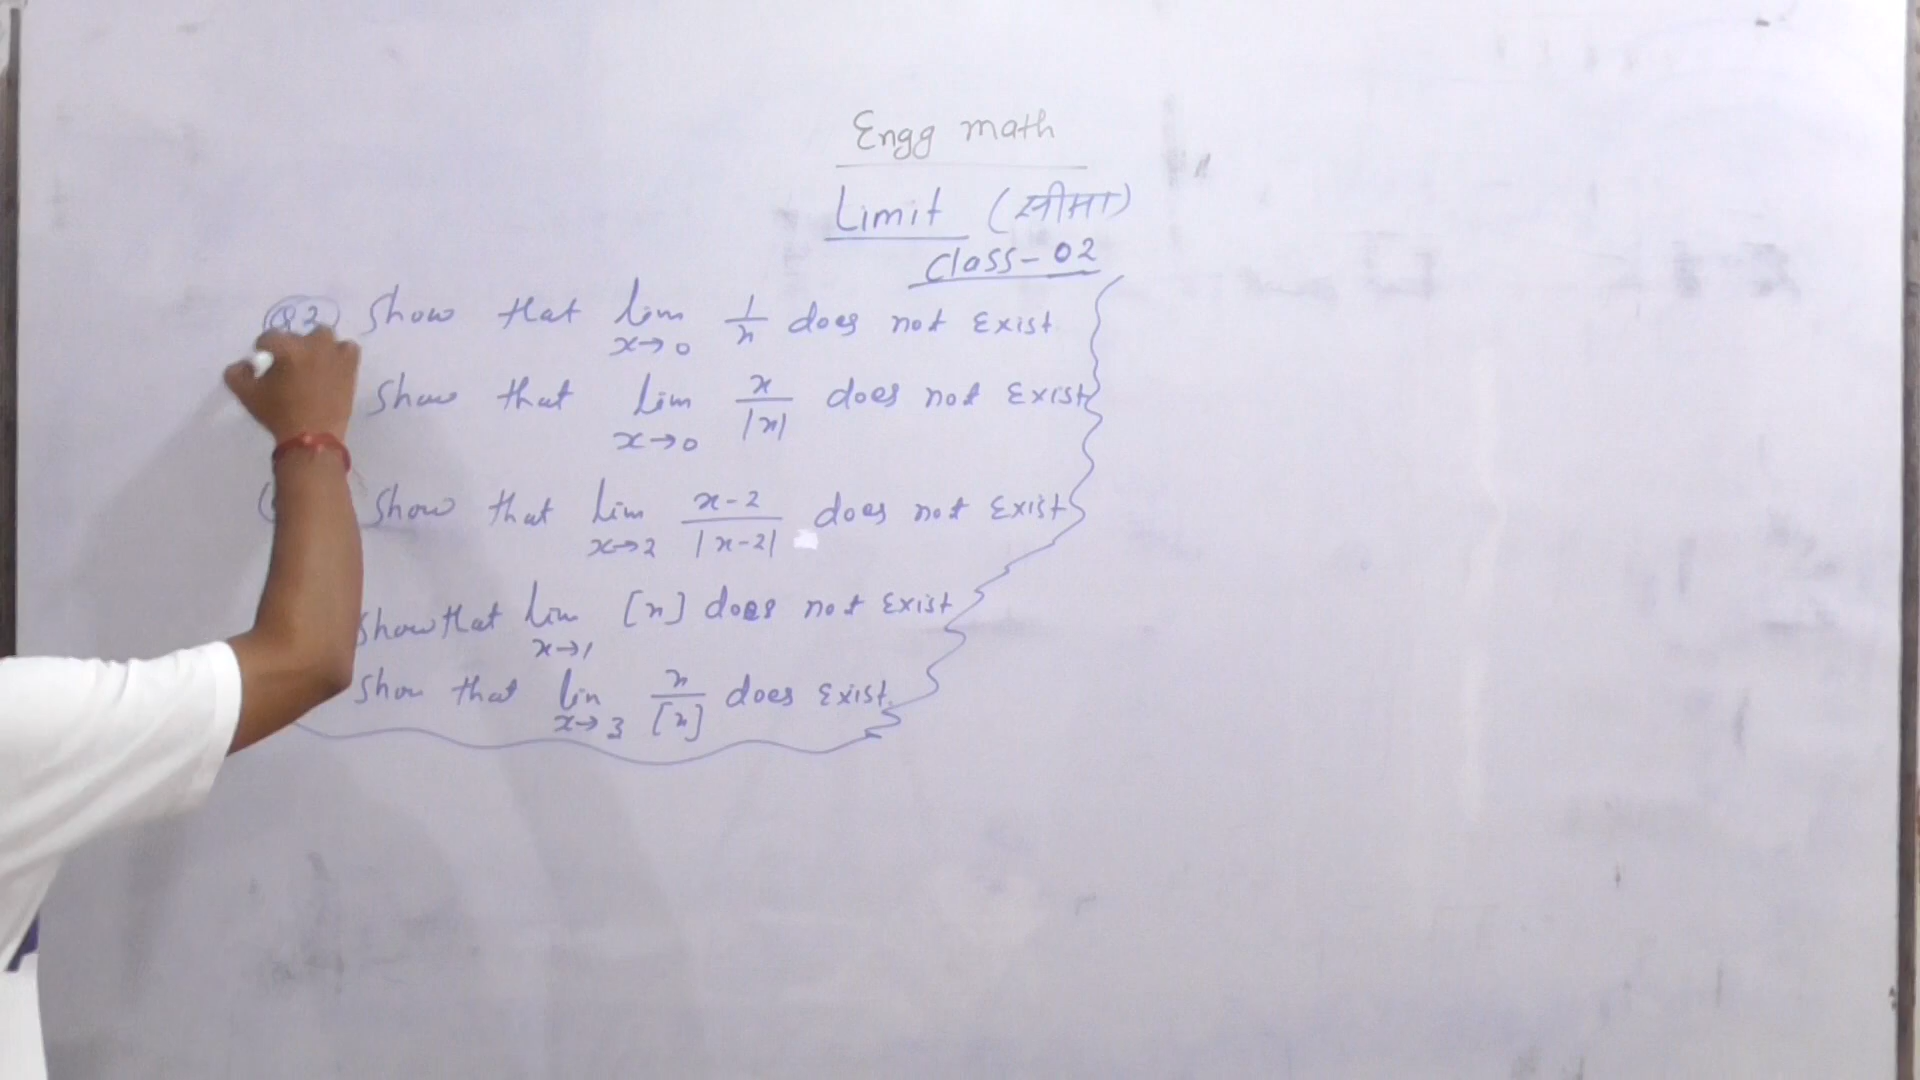 Engg math
Limit (सीमा)
Class-02
Q2 Show that lim x→0 1/x does not Exist
Show that lim x→0 x/|x| does not Exist
Show that lim x→2 x-2/|x-2| does not Exist
Show that lim x→1 [x] does not Exist
Show that lim x→3 x/[x] does Exist.